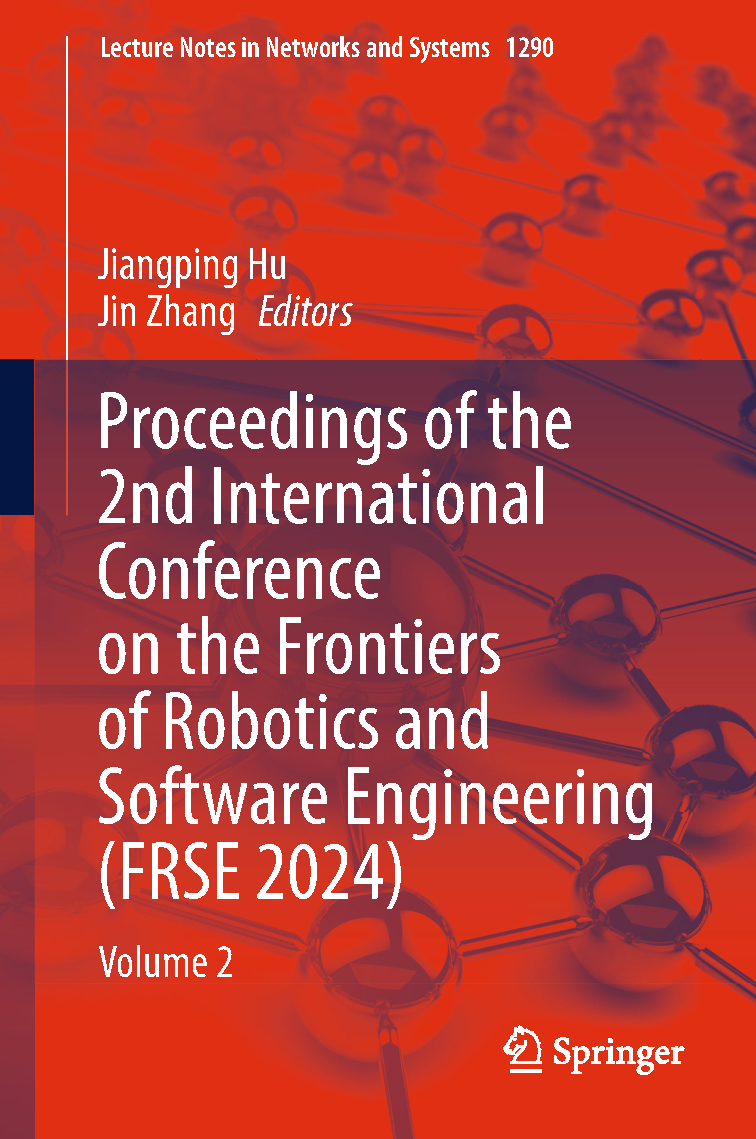 Lecture Notes in Networks and Systems 1290
Jiangping Hu
Jin Zhang Editors
Proceedings of the
2nd International
Conference
on the Frontiers
of Robotics and
Software Engineering
(FRSE 2024)
Volume 2
Springer